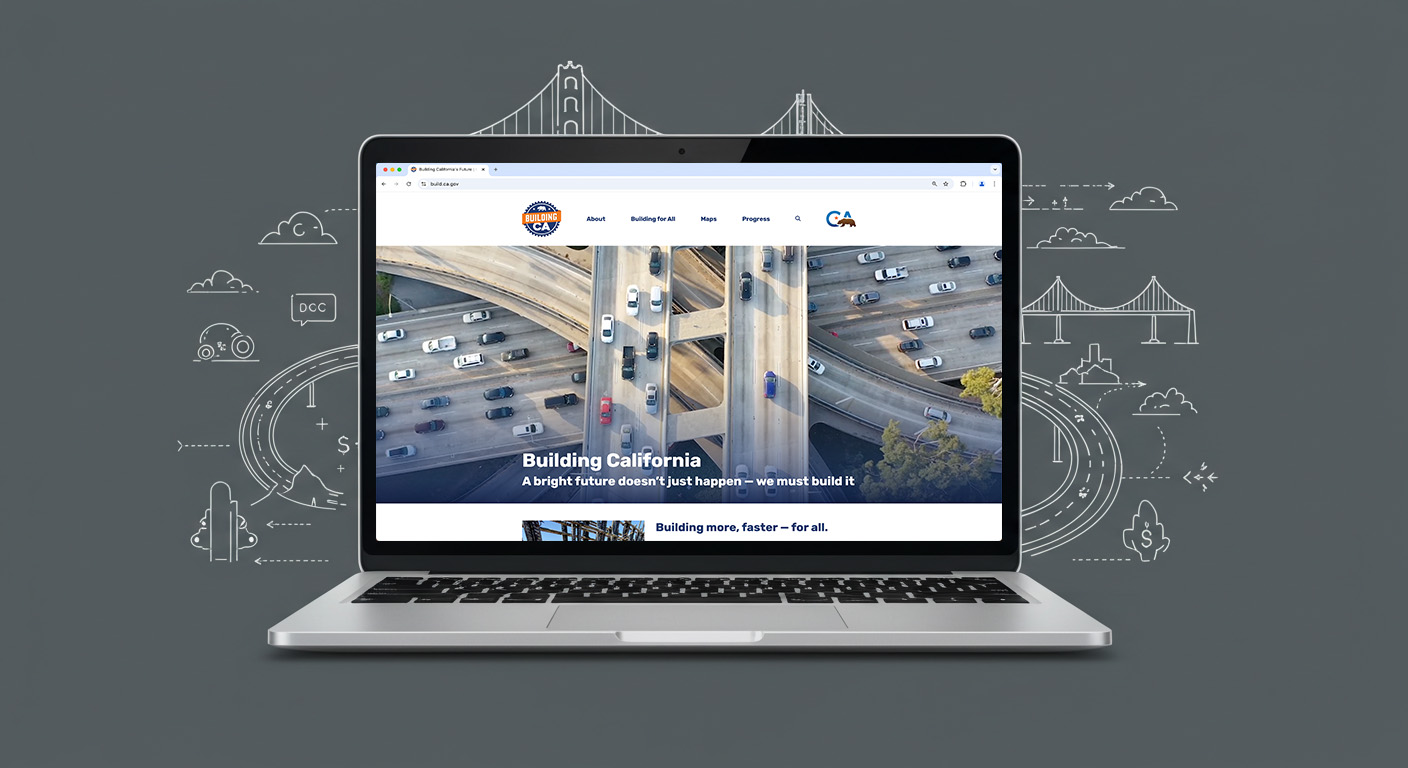 Building California's Future
build.ca.gov
BUILDING
CA
About
Building for All
Maps
Progress
CA
C
DCC
$
Building California
A bright future doesn't just happen — we must build it
Building more, faster — for all.
$